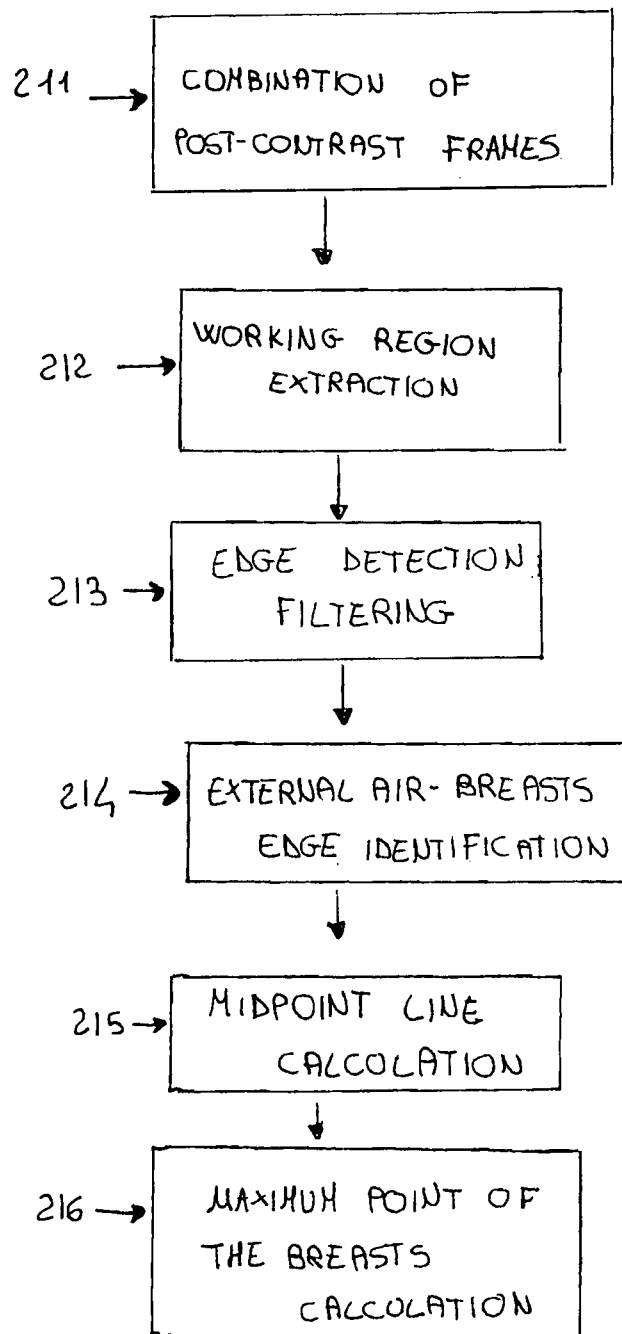 211
COMBINATION OF
POST-CONTRAST FRAMES
212
WORKING REGION
EXTRACTION
213
EDGE DETECTION
FILTERING
214
EXTERNAL AIR-BREASTS
EDGE IDENTIFICATION
215
MIDPOINT LINE
CALCOLATION
216
MAXIMUM POINT OF
THE BREASTS
CALCOLATION